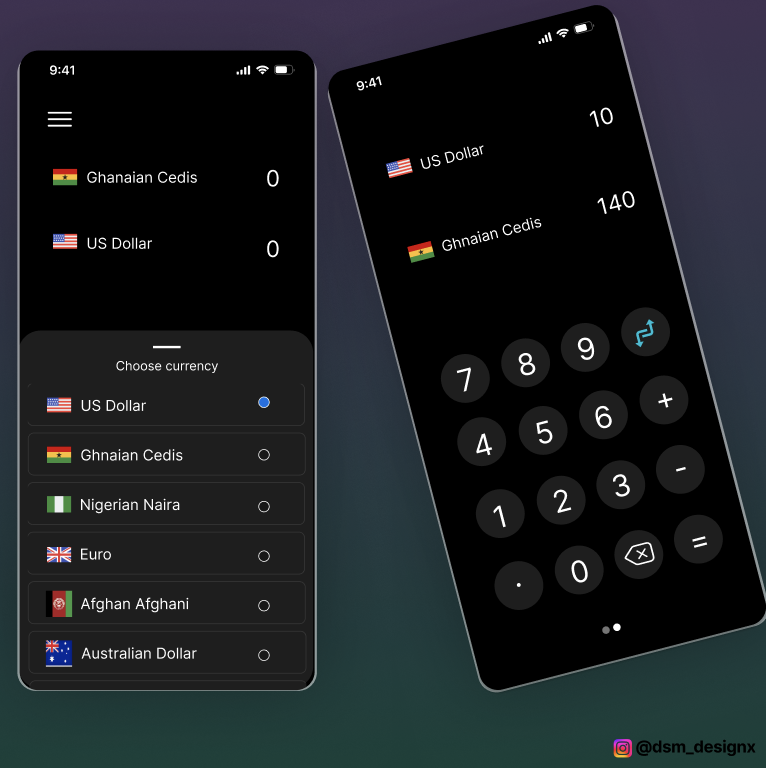 9:41
Ghanaian Cedis 0
US Dollar 0
Choose currency
US Dollar
Ghnaian Cedis
Nigerian Naira
Euro
Afghan Afghani
Australian Dollar
9:41
10
US Dollar
140
Ghnaian Cedis
7 8 9
4 5 6 +
1 2 3 -
. 0 =
@dsm_designx